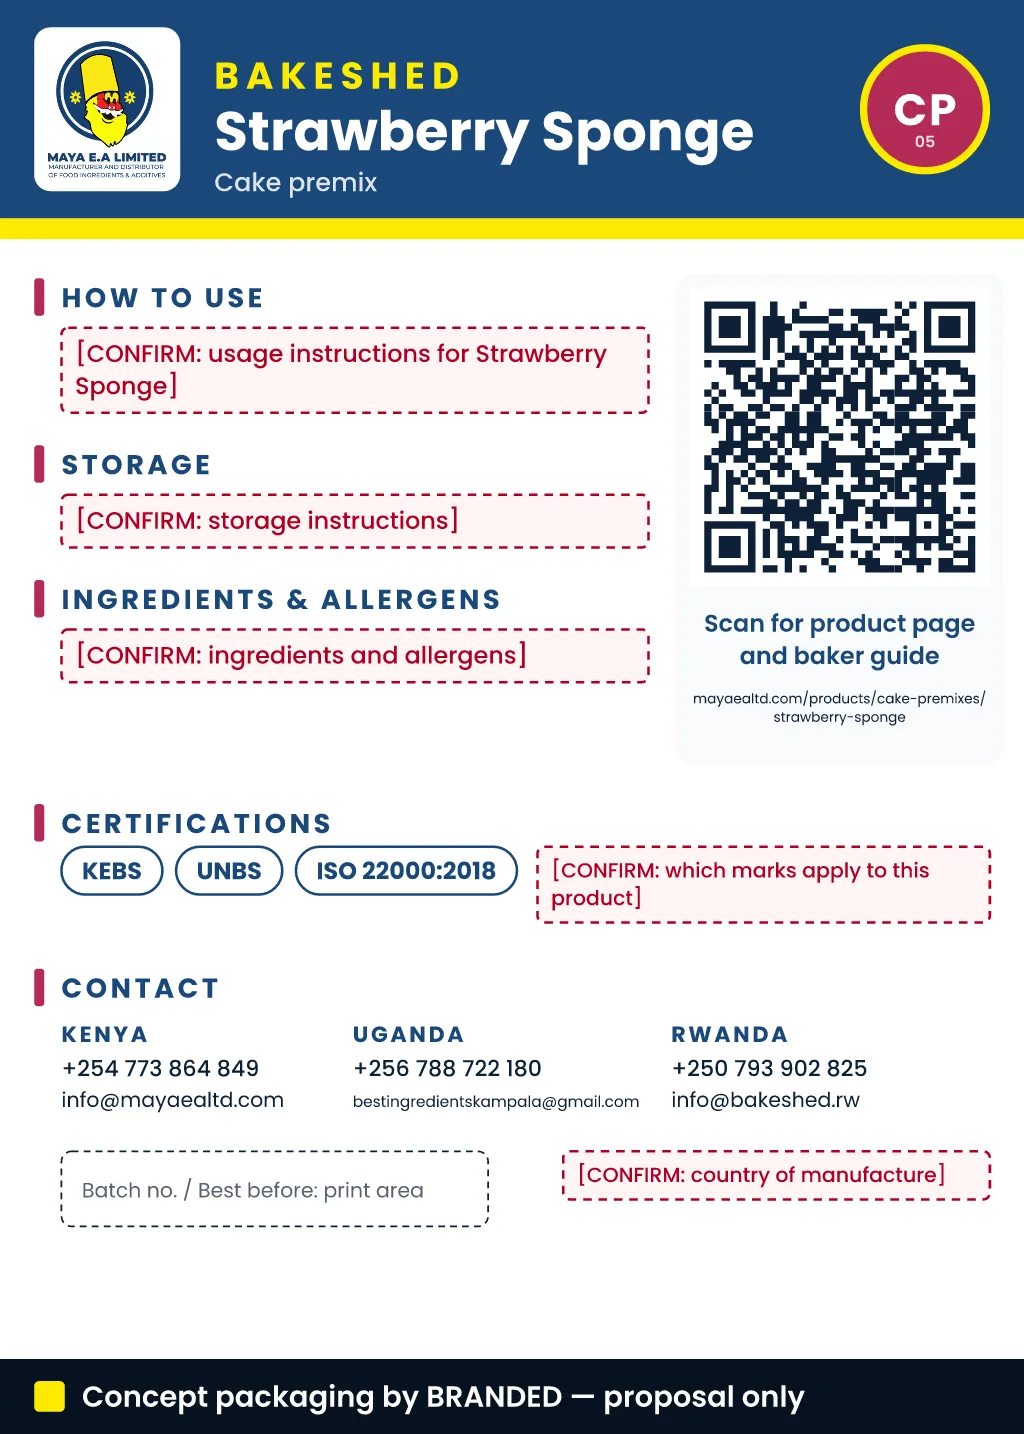 MAYA E.A LIMITED
MANUFACTURER AND DISTRIBUTOR
OF FOOD INGREDIENTS & ADDITIVES
BAKESHED
Strawberry Sponge
Cake premix
CP
05
HOW TO USE
[CONFIRM: usage instructions for Strawberry
Sponge]
STORAGE
[CONFIRM: storage instructions]
INGREDIENTS & ALLERGENS
[CONFIRM: ingredients and allergens]
Scan for product page
and baker guide
mayaealtd.com/products/cake-premixes/
strawberry-sponge
CERTIFICATIONS
KEBS
UNBS
ISO 22000:2018
[CONFIRM: which marks apply to this
product]
CONTACT
KENYA
+254 773 864 849
info@mayaealtd.com
UGANDA
+256 788 722 180
bestingredientskampala@gmail.com
RWANDA
+250 793 902 825
info@bakeshed.rw
Batch no. / Best before: print area
[CONFIRM: country of manufacture]
Concept packaging by BRANDED — proposal only